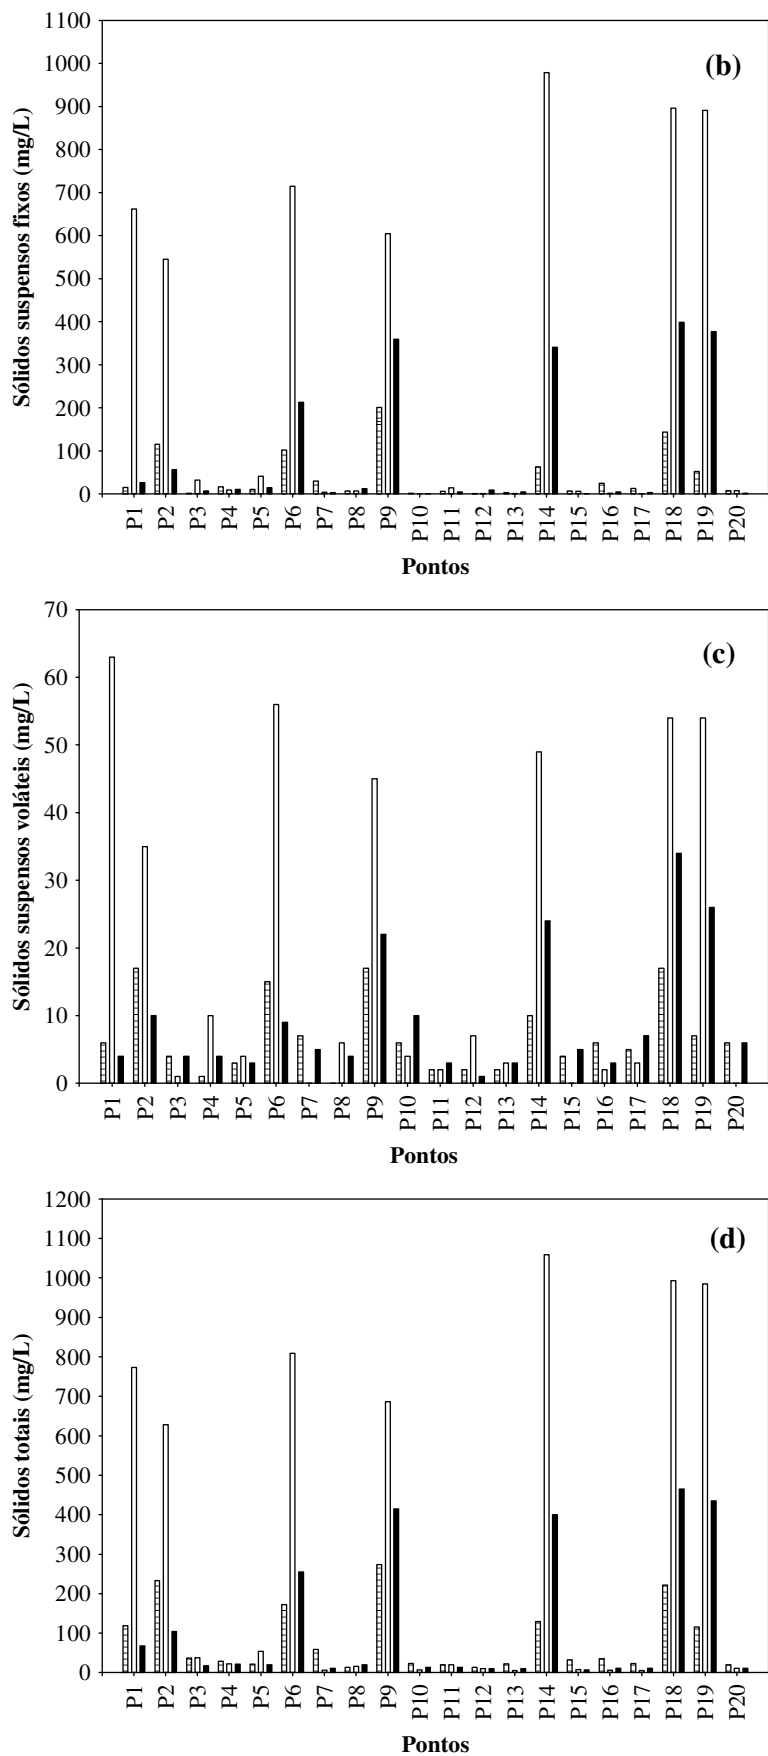 1100
1000
900
800
700
600
500
400
300
200
100
0
Sólidos suspensos fixos (mg/L)
(b)
P1 P2 P3 P4 P5 P6 P7 P8 P9 P10 P11 P12 P13 P14 P15 P16 P17 P18 P19 P20
Pontos
70
60
50
40
30
20
10
0
Sólidos suspensos voláteis (mg/L)
(c)
P1 P2 P3 P4 P5 P6 P7 P8 P9 P10 P11 P12 P13 P14 P15 P16 P17 P18 P19 P20
Pontos
1200
1100
1000
900
800
700
600
500
400
300
200
100
0
Sólidos totais (mg/L)
(d)
P1 P2 P3 P4 P5 P6 P7 P8 P9 P10 P11 P12 P13 P14 P15 P16 P17 P18 P19 P20
Pontos